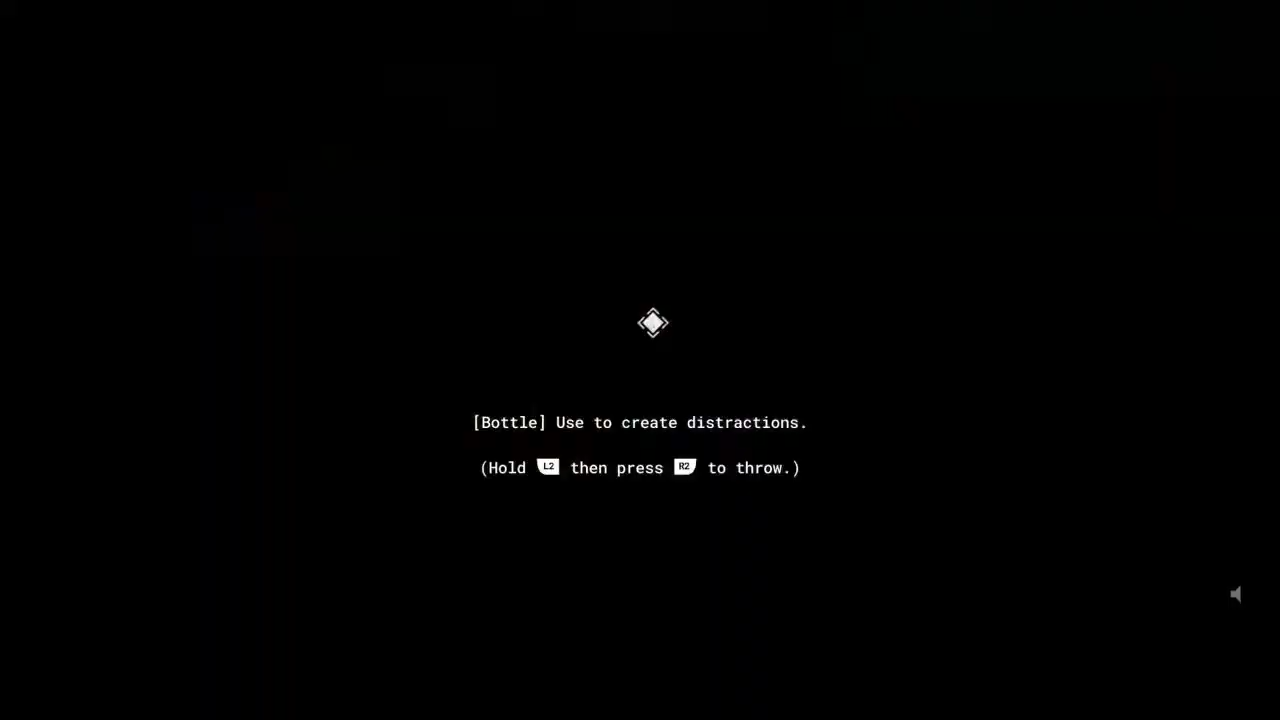 [Bottle] Use to create distractions.
(Hold L2 then press R2 to throw.)